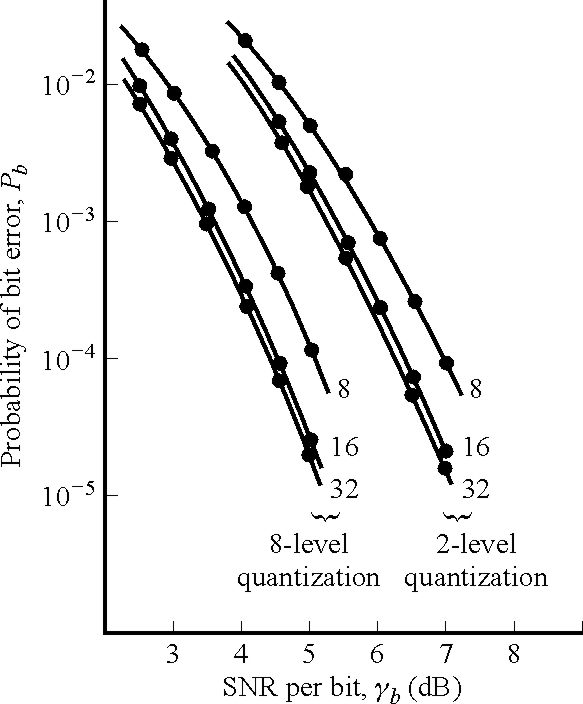 Probability of bit error, P_b
10⁻²
10⁻³
10⁻⁴
10⁻⁵
8
16
32
8
16
32
8-level
quantization
2-level
quantization
3 4 5 6 7 8
SNR per bit, γ_b (dB)